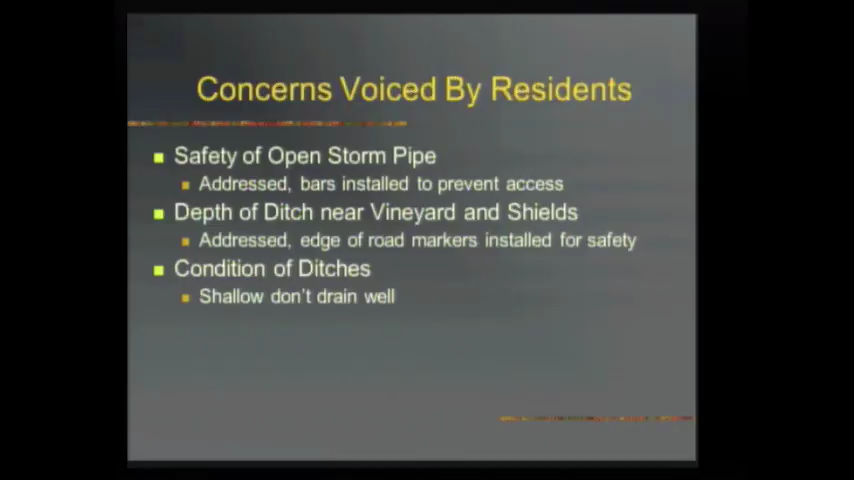 Concerns Voiced By Residents
Safety of Open Storm Pipe
Addressed, bars installed to prevent access
Depth of Ditch near Vineyard and Shields
Addressed, edge of road markers installed for safety
Condition of Ditches
Shallow don't drain well